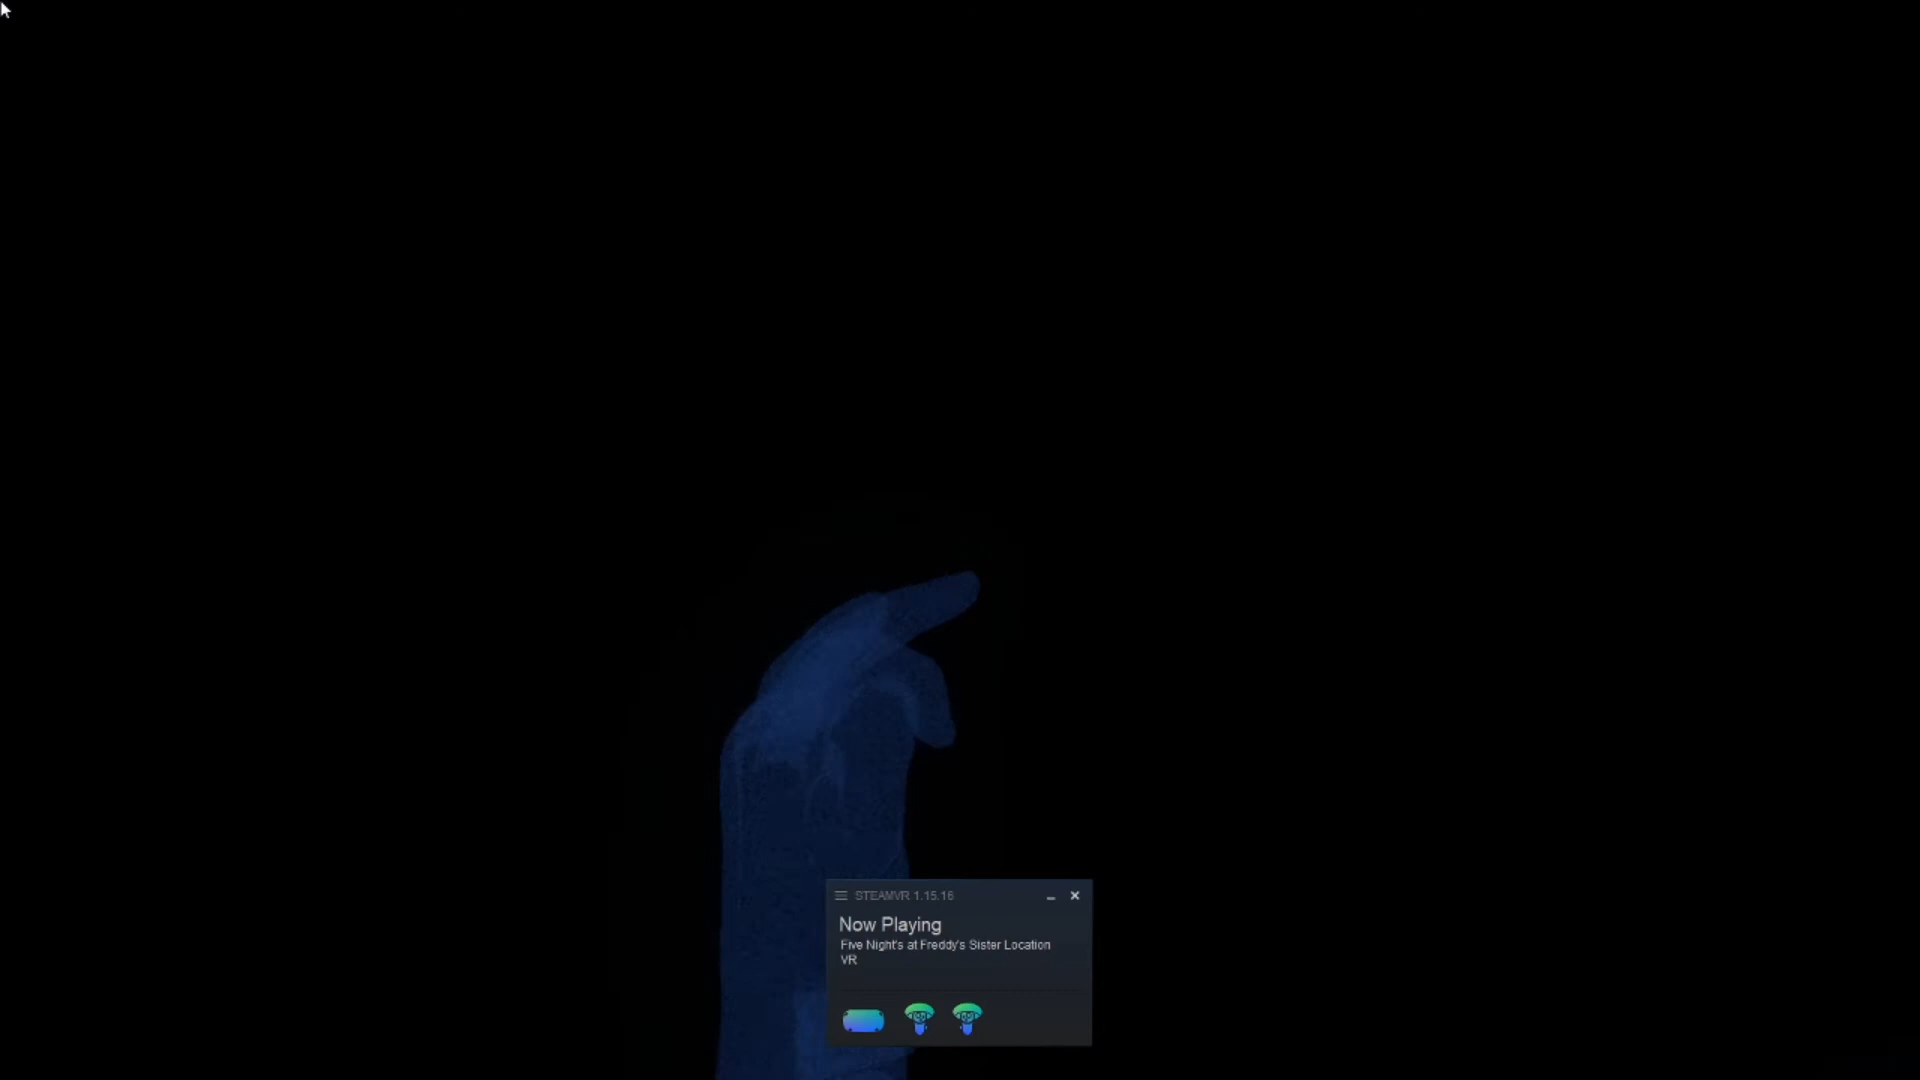 STEAMVR 1.15.16
Now Playing
Five Night's at Freddy's Sister Location
VR